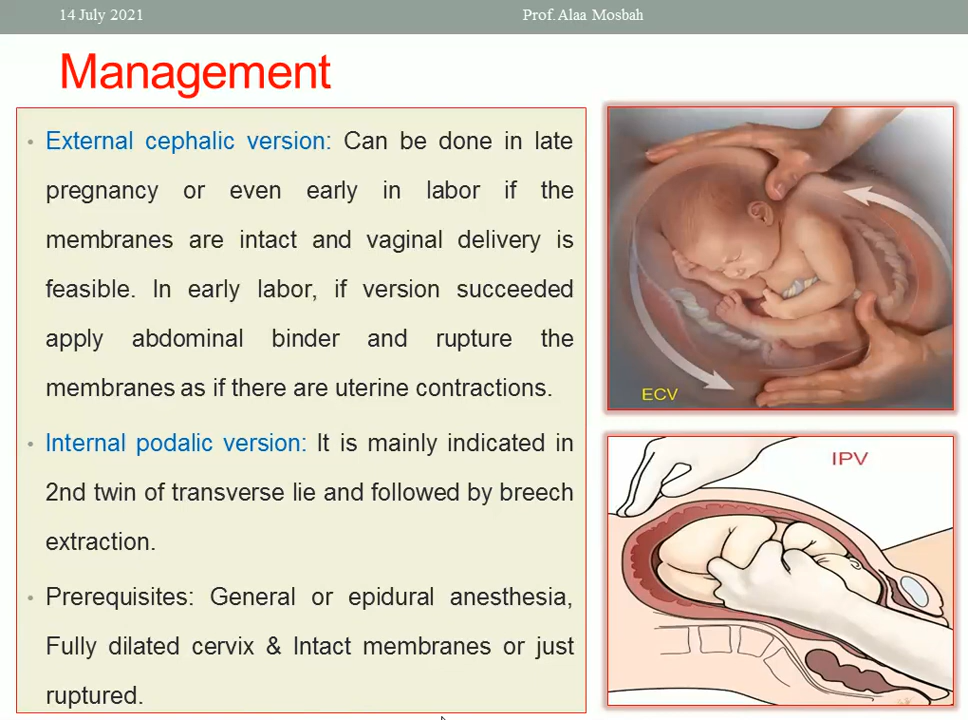 14 July 2021
Prof. Alaa Mosbah
Management
• External cephalic version: Can be done in late
pregnancy or even early in labor if the
membranes are intact and vaginal delivery is
feasible. In early labor, if version succeeded
apply abdominal binder and rupture the
membranes as if there are uterine contractions.
• Internal podalic version: It is mainly indicated in
2nd twin of transverse lie and followed by breech
extraction.
• Prerequisites: General or epidural anesthesia,
Fully dilated cervix & Intact membranes or just
ruptured.
ECV
IPV